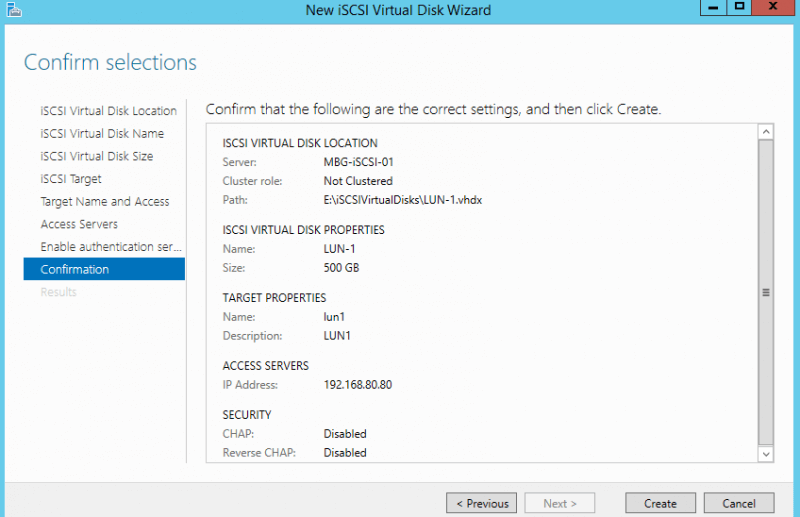 New iSCSI Virtual Disk Wizard
Confirm selections
iSCSI Virtual Disk Location
iSCSI Virtual Disk Name
iSCSI Virtual Disk Size
iSCSI Target
Target Name and Access
Access Servers
Enable authentication ser...
Confirmation
Results
Confirm that the following are the correct settings, and then click Create.
ISCSI VIRTUAL DISK LOCATION
Server: MBG-iSCSI-01
Cluster role: Not Clustered
Path: E:\iSCSIVirtualDisks\LUN-1.vhdx
ISCSI VIRTUAL DISK PROPERTIES
Name: LUN-1
Size: 500 GB
TARGET PROPERTIES
Name: lun1
Description: LUN1
ACCESS SERVERS
IP Address: 192.168.80.80
SECURITY
CHAP: Disabled
Reverse CHAP: Disabled
< Previous
Next >
Create
Cancel